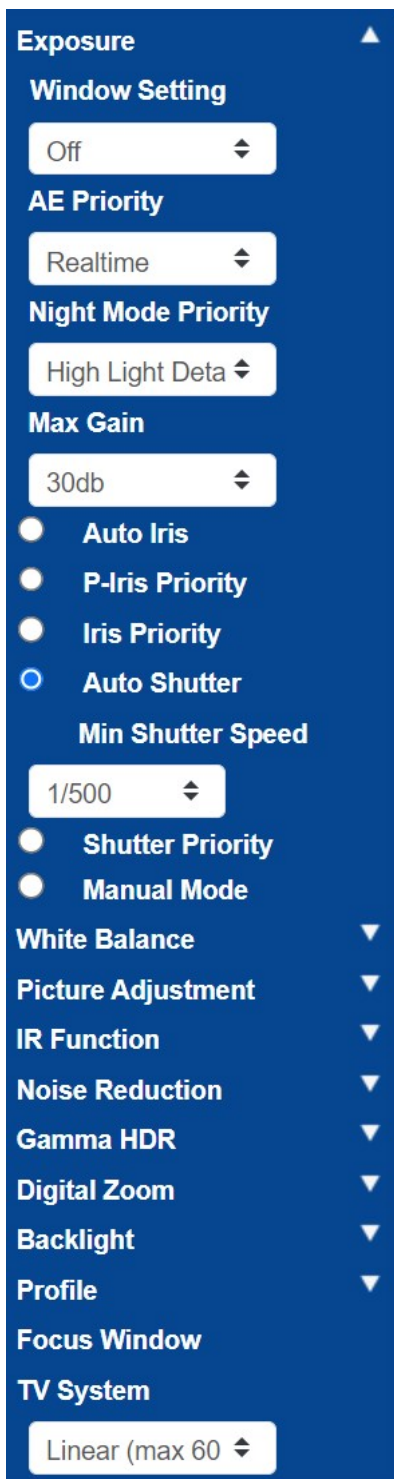 Exposure
Window Setting
Off
AE Priority
Realtime
Night Mode Priority
High Light Deta
Max Gain
30db
Auto Iris
P-Iris Priority
Iris Priority
Auto Shutter
Min Shutter Speed
1/500
Shutter Priority
Manual Mode
White Balance
Picture Adjustment
IR Function
Noise Reduction
Gamma HDR
Digital Zoom
Backlight
Profile
Focus Window
TV System
Linear (max 60